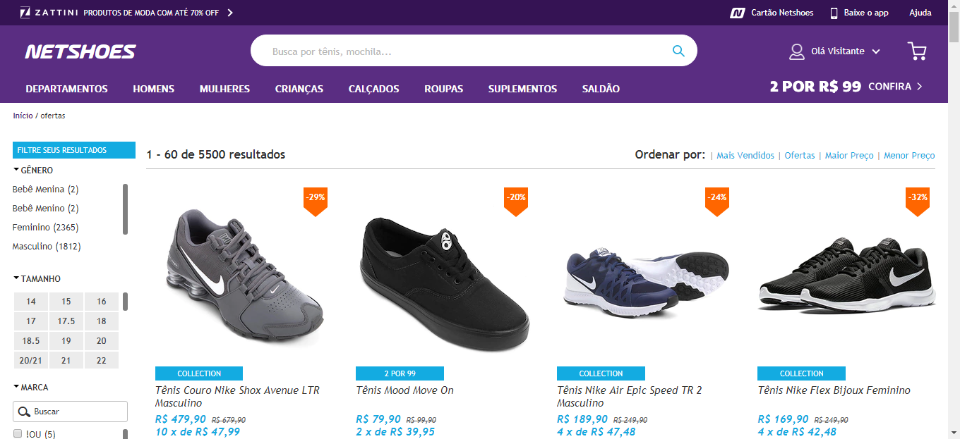 ZATTINI PRODUTOS DE MODA COM ATÉ 70% OFF
Cartão Netshoes
Baixe o app
Ajuda
NETSHOES
Busca por tênis, mochila...
Olá Visitante
DEPARTAMENTOS HOMENS MULHERES CRIANÇAS CALÇADOS ROUPAS SUPLEMENTOS SALDÃO
2 POR R$ 99 CONFIRA
Início / ofertas
FILTRE SEUS RESULTADOS
GÊNERO
Bebê Menina (2)
Bebê Menino (2)
Feminino (2365)
Masculino (1812)
TAMANHO
14 15 16
17 17.5 18
18.5 19 20
20/21 21 22
MARCA
Buscar
!OU (5)
1 - 60 de 5500 resultados
Ordenar por: | Mais Vendidos | Ofertas | Maior Preço | Menor Preço
-29%
COLLECTION
Tênis Couro Nike Shox Avenue LTR
Masculino
R$ 479,90 R$ 679,90
10 x de R$ 47,99
-20%
2 POR 99
Tênis Mood Move On
R$ 79,90 R$ 99,90
2 x de R$ 39,95
-24%
COLLECTION
Tênis Nike Air Epic Speed TR 2
Masculino
R$ 189,90 R$ 249,90
4 x de R$ 47,48
-32%
COLLECTION
Tênis Nike Flex Bijoux Feminino
R$ 169,90 R$ 249,90
4 x de R$ 42,48